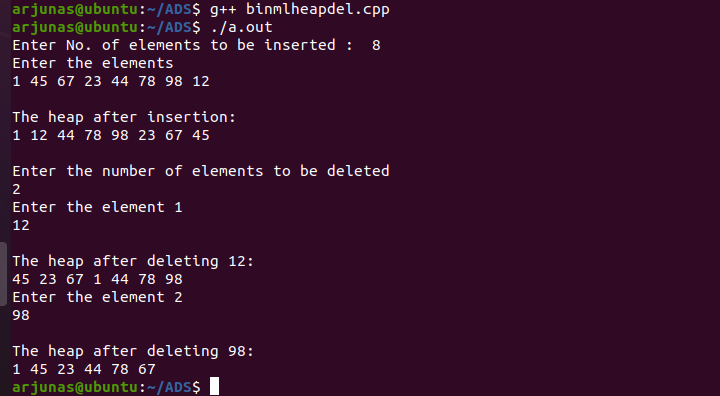 arjunas@ubuntu:~/ADS$ g++ binmlheapdel.cpp
arjunas@ubuntu:~/ADS$ ./a.out
Enter No. of elements to be inserted :  8
Enter the elements
1 45 67 23 44 78 98 12
The heap after insertion:
1 12 44 78 98 23 67 45
Enter the number of elements to be deleted
2
Enter the element 1
12
The heap after deleting 12:
45 23 67 1 44 78 98
Enter the element 2
98
The heap after deleting 98:
1 45 23 44 78 67
arjunas@ubuntu:~/ADS$